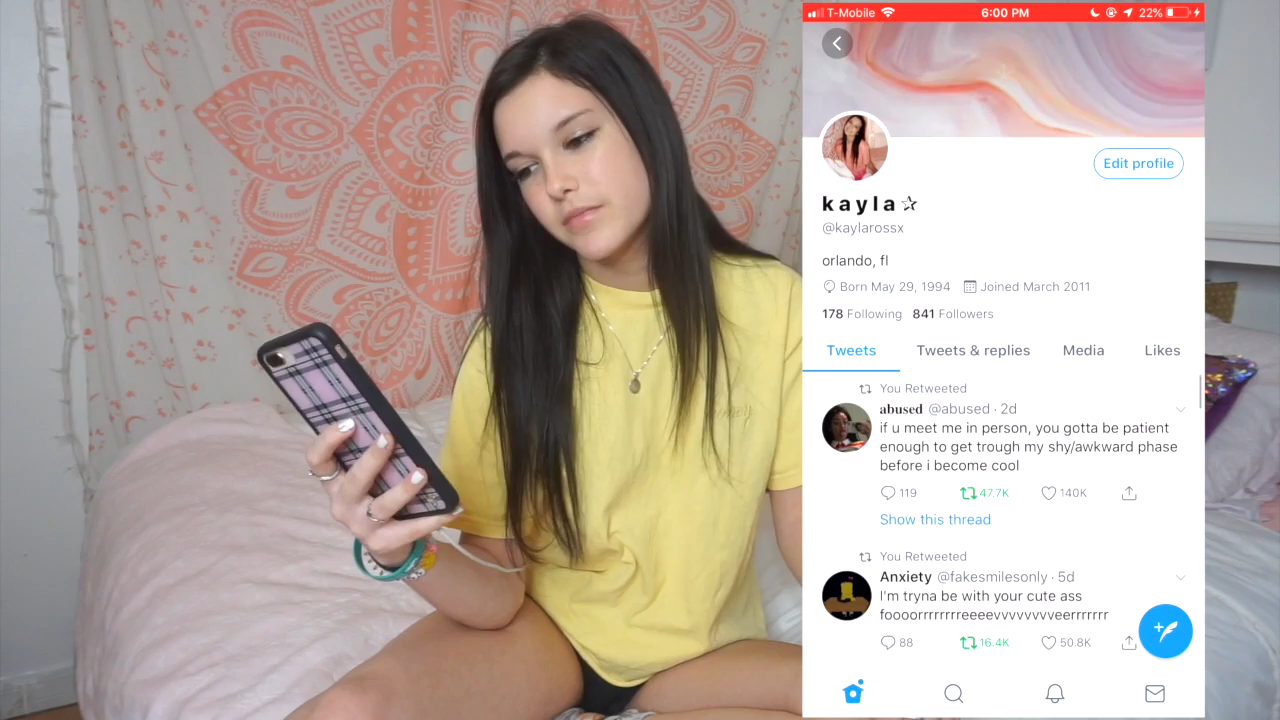 T-Mobile 6:00 PM 22%
Edit profile
k a y l a ☆
@kaylarossx
orlando, fl
Born May 29, 1994 Joined March 2011
178 Following 841 Followers
Tweets Tweets & replies Media Likes
You Retweeted
abused @abused · 2d
if u meet me in person, you gotta be patient
enough to get trough my shy/awkward phase
before i become cool
119 47.7K 140K
Show this thread
You Retweeted
Anxiety @fakesmilesonly · 5d
I'm tryna be with your cute ass
foooorrrrrrrreeeevvvvvvvveerrrrrrr
88 16.4K 50.8K